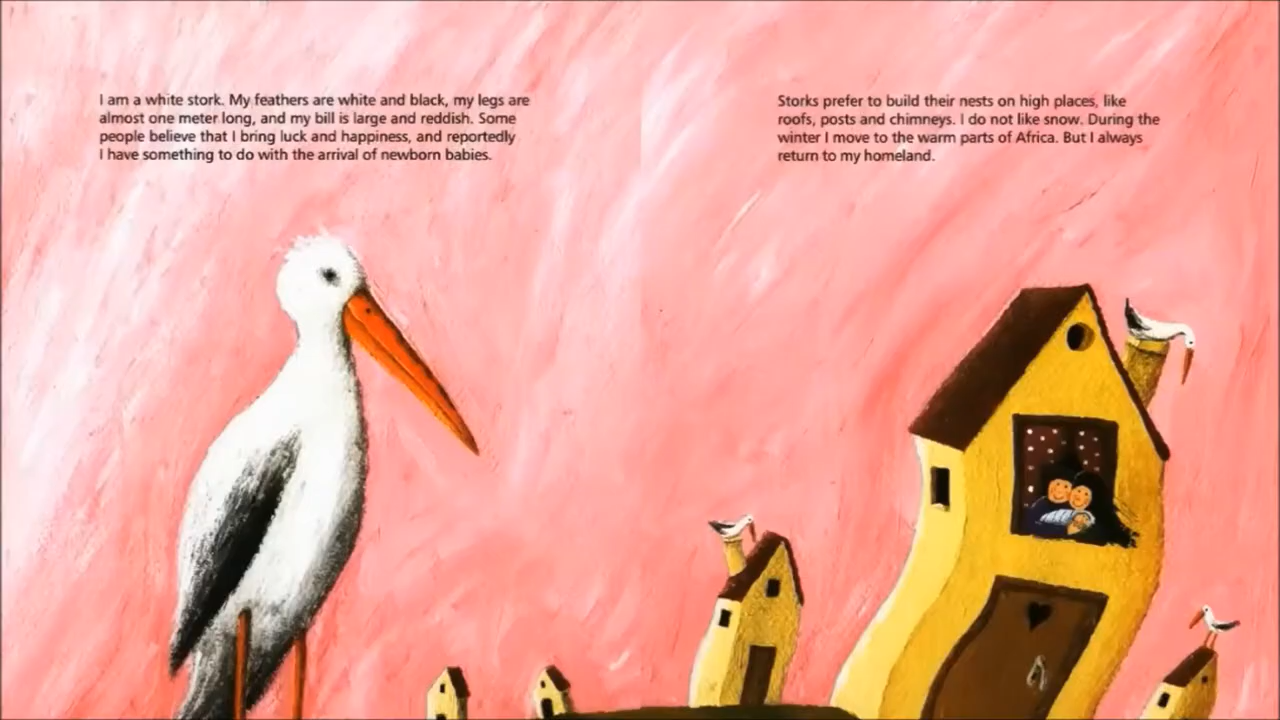 I am a white stork. My feathers are white and black, my legs are
almost one meter long, and my bill is large and reddish. Some
people believe that I bring luck and happiness, and reportedly
I have something to do with the arrival of newborn babies.
Storks prefer to build their nests on high places, like
roofs, posts and chimneys. I do not like snow. During the
winter I move to the warm parts of Africa. But I always
return to my homeland.